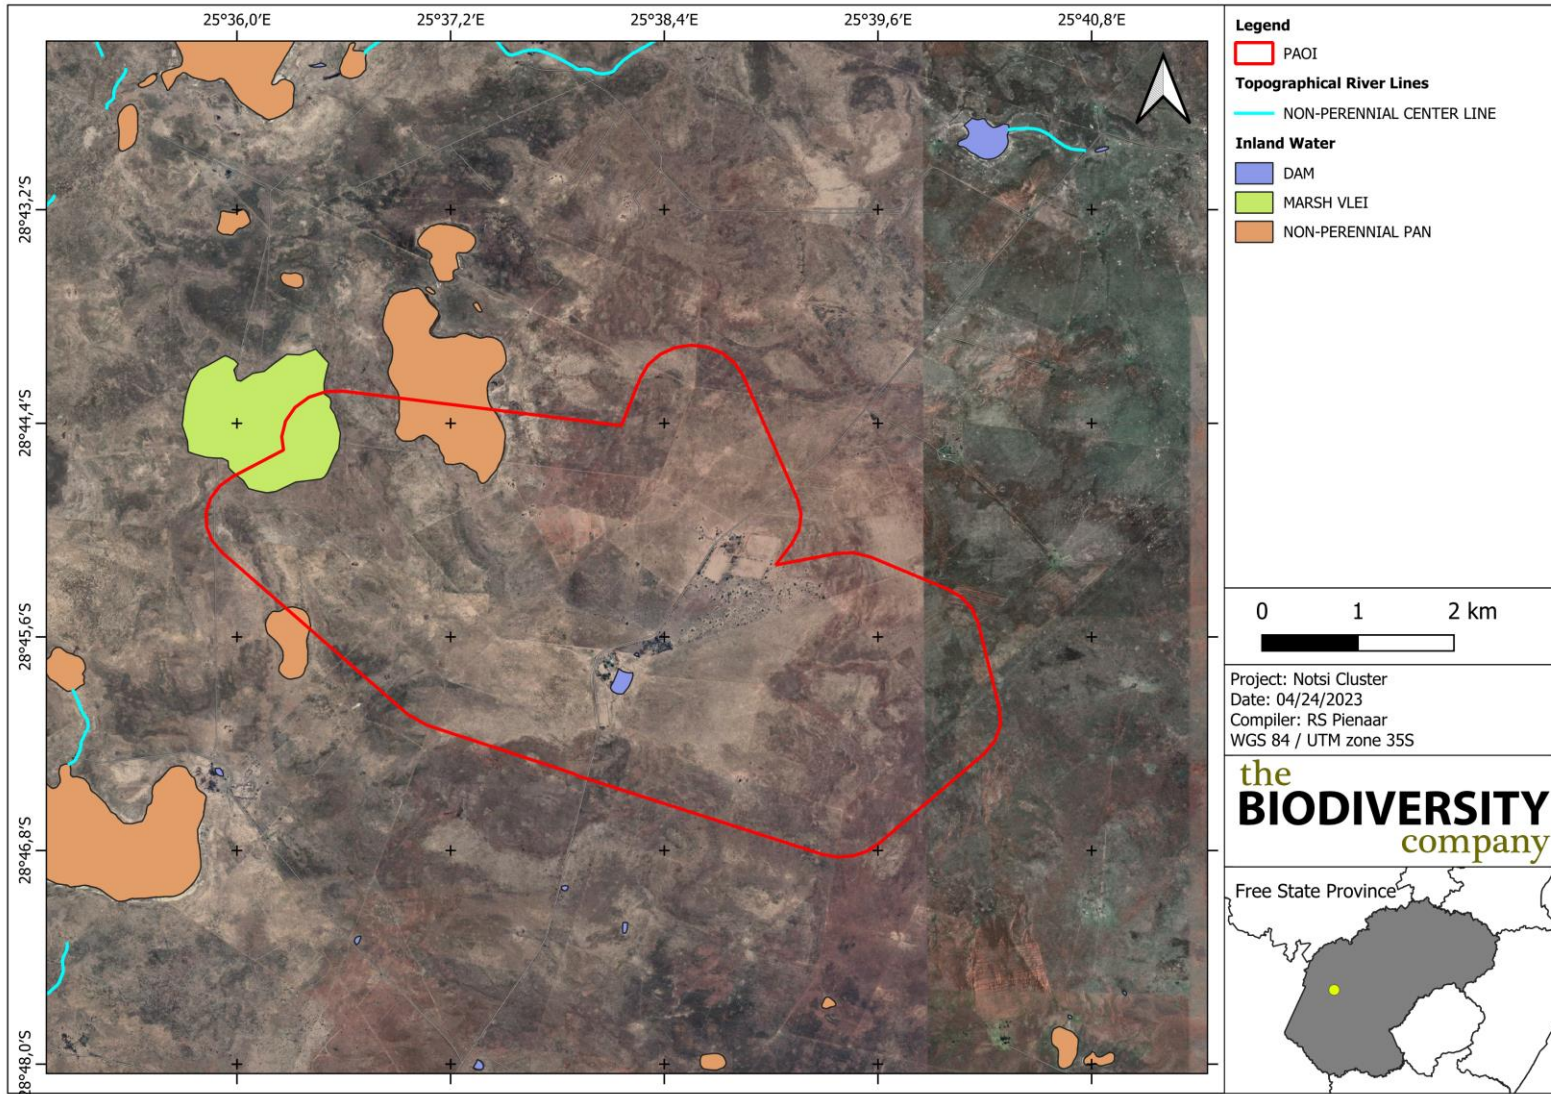 25°36,0'E 25°37,2'E 25°38,4'E 25°39,6'E 25°40,8'E
28°43,2'S
28°44,4'S
28°45,6'S
28°46,8'S
28°48,0'S
Legend
PAOI
Topographical River Lines
NON-PERENNIAL CENTER LINE
Inland Water
DAM
MARSH VLEI
NON-PERENNIAL PAN
0 1 2 km
Project: Notsi Cluster
Date: 04/24/2023
Compiler: RS Pienaar
WGS 84 / UTM zone 35S
the
BIODIVERSITY
company
Free State Province